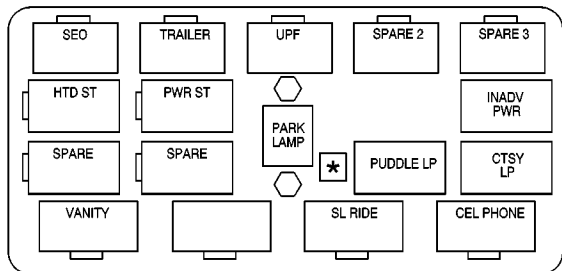 SEO
TRAILER
UPF
SPARE 2
SPARE 3
HTD ST
PWR ST
PARK
LAMP
INADV
PWR
SPARE
SPARE
*
PUDDLE LP
CTSY
LP
VANITY
SL RIDE
CEL PHONE